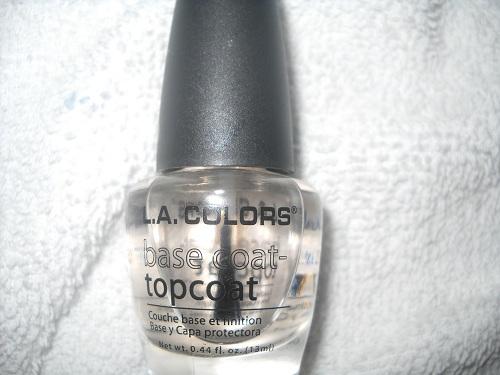 L.A. COLORS®
base coat-
topcoat
Couche base et finition
base y Capa protectora
Net wt. 0.44 fl. oz. (13ml)